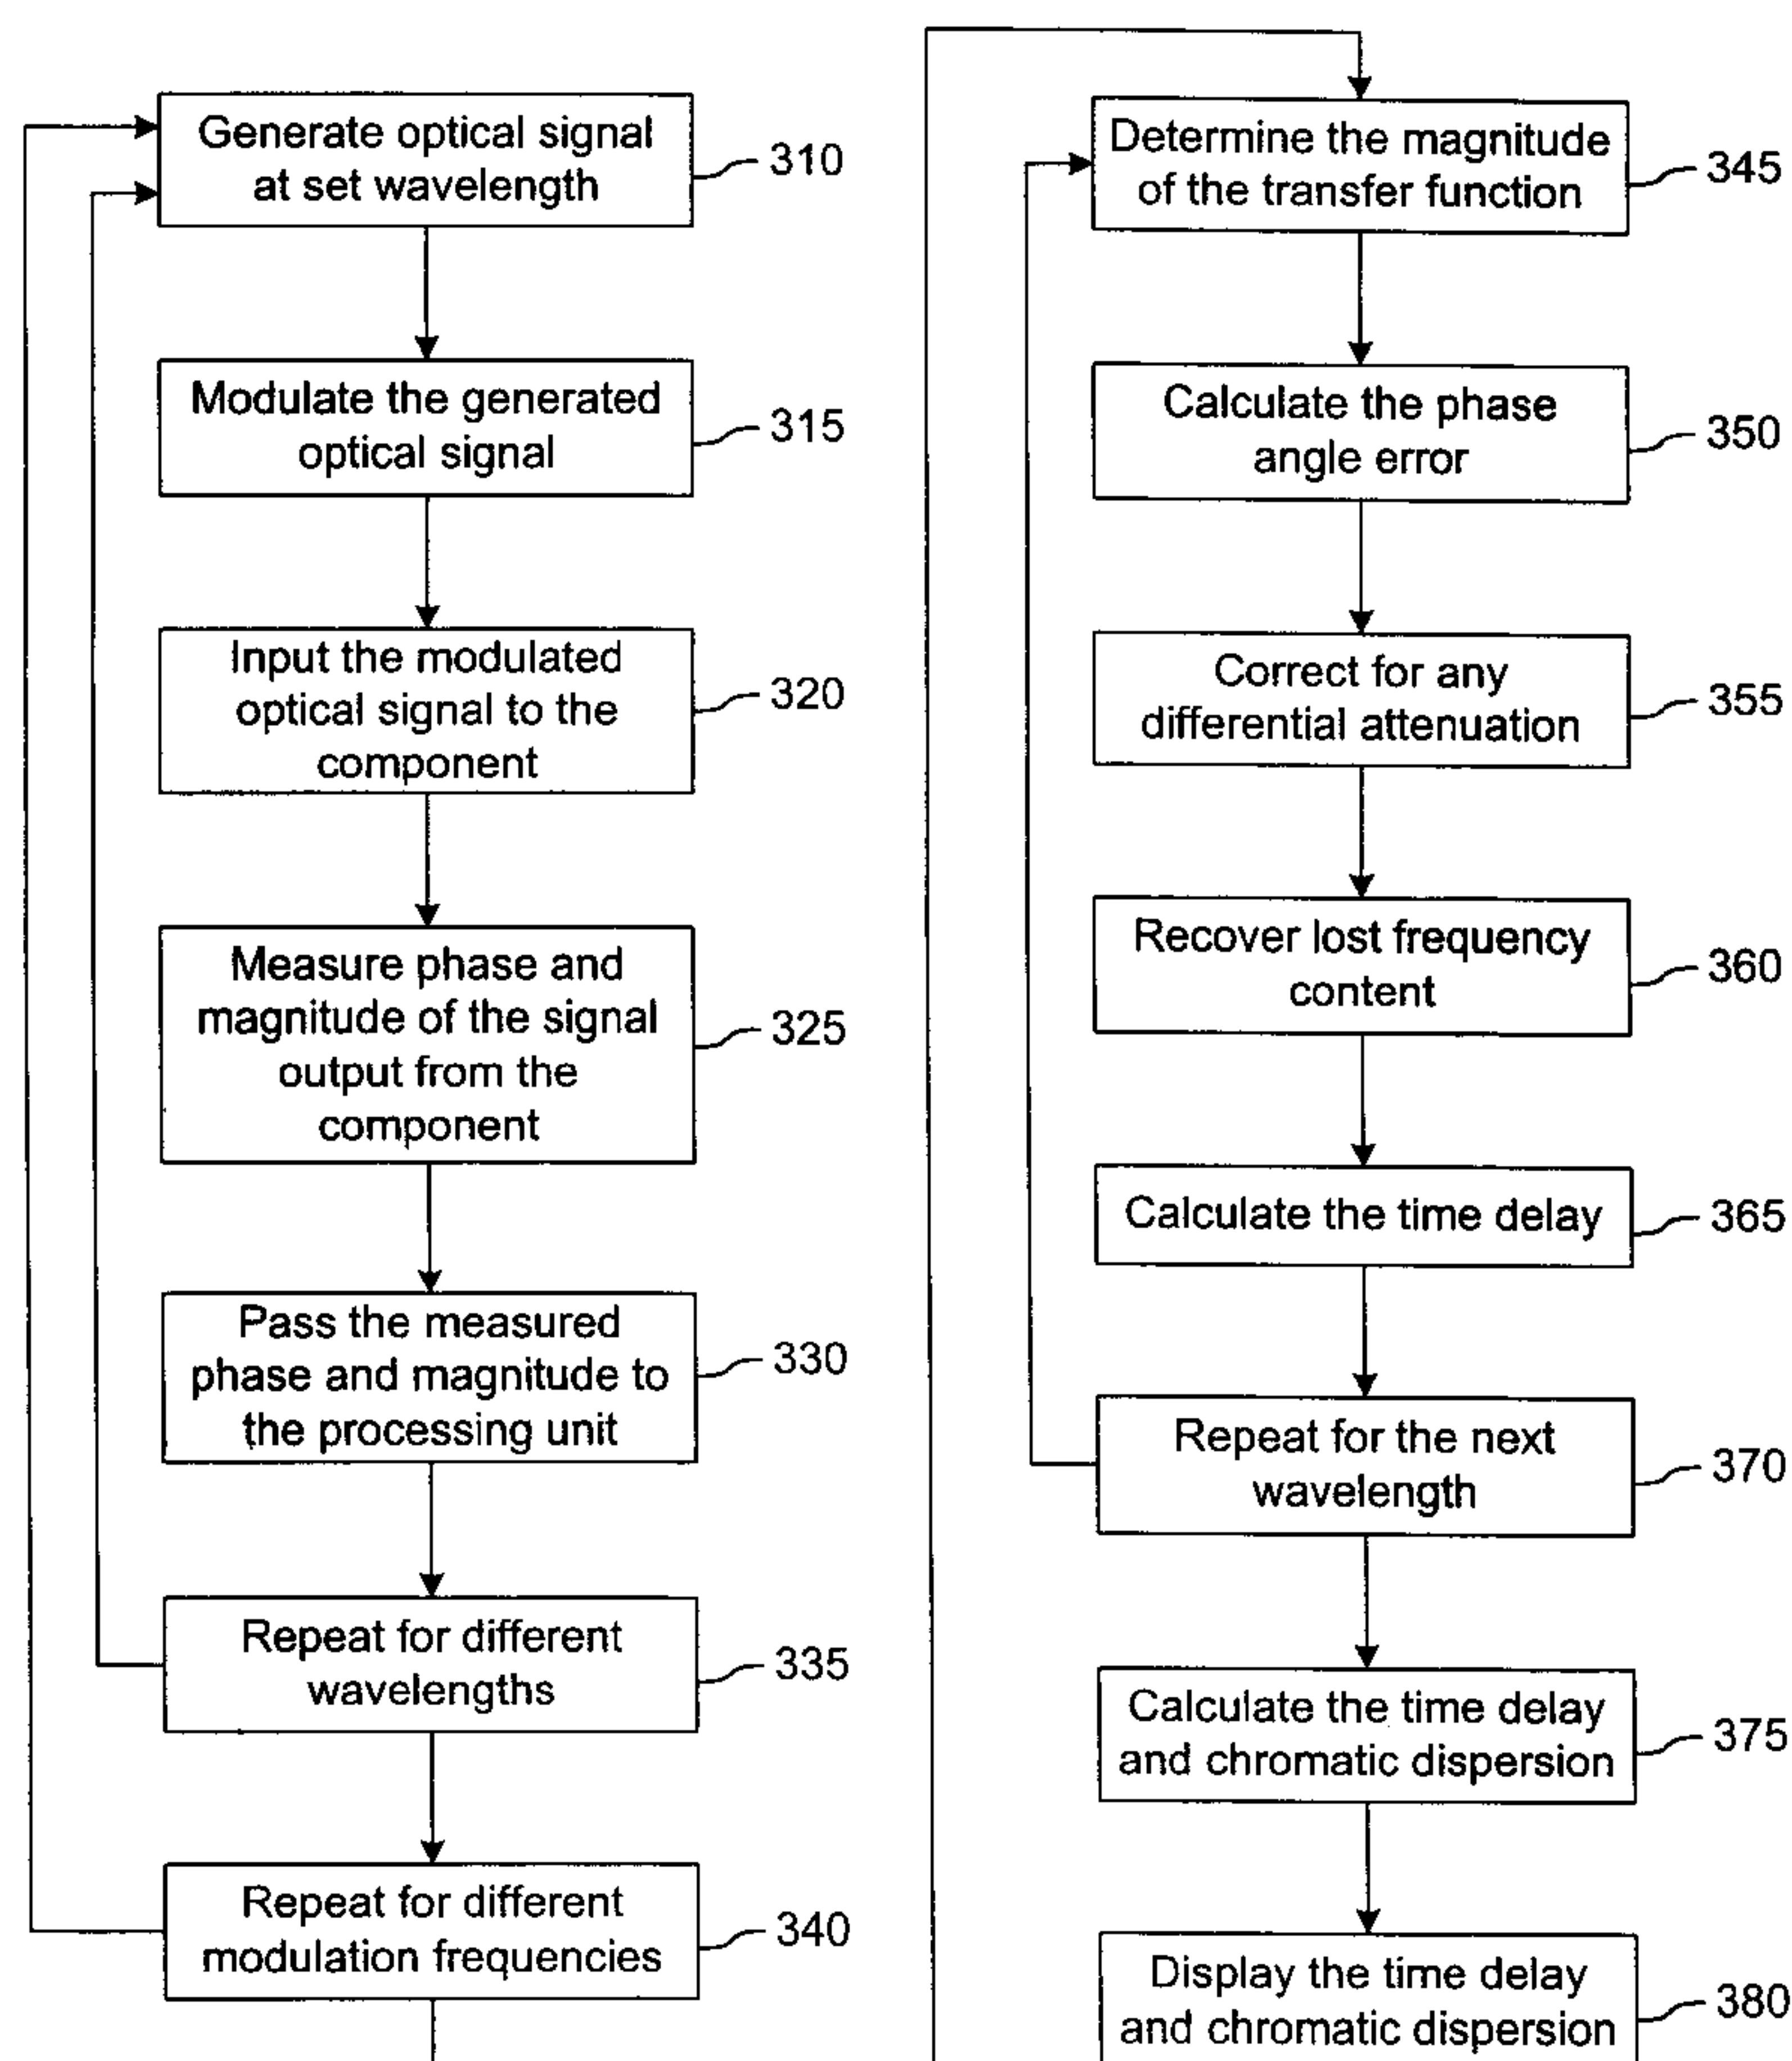 Generate optical signal
at set wavelength
310
Modulate the generated
optical signal
315
Input the modulated
optical signal to the
component
320
Measure phase and
magnitude of the signal
output from the
component
325
Pass the measured
phase and magnitude to
the processing unit
330
Repeat for different
wavelengths
335
Repeat for different
modulation frequencies
340
Determine the magnitude
of the transfer function
345
Calculate the phase
angle error
350
Correct for any
differential attenuation
355
Recover lost frequency
content
360
Calculate the time delay
365
Repeat for the next
wavelength
370
Calculate the time delay
and chromatic dispersion
375
Display the time delay
and chromatic dispersion
380